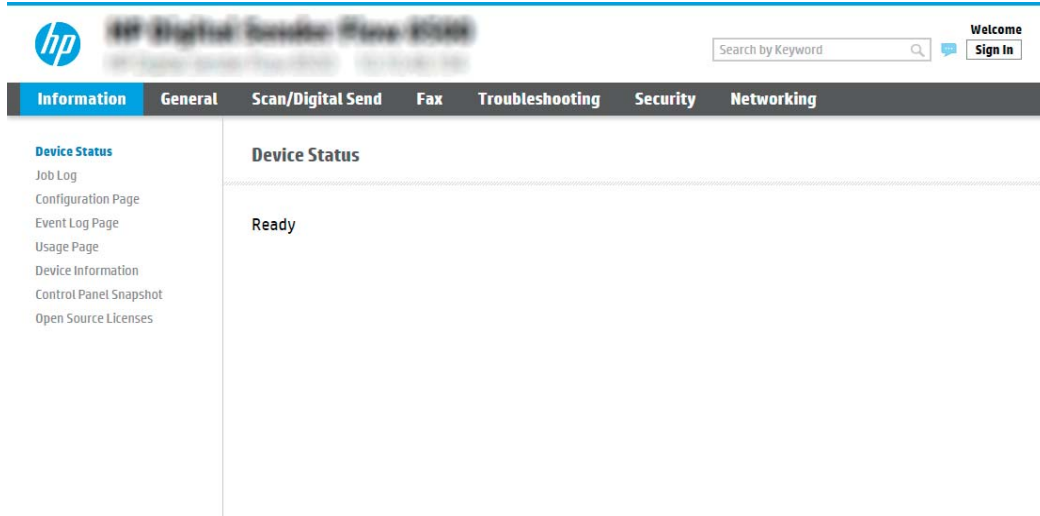 hp
Welcome
Search by Keyword
Sign In
Information General Scan/Digital Send Fax Troubleshooting Security Networking
Device Status
Job Log
Configuration Page
Event Log Page
Usage Page
Device Information
Control Panel Snapshot
Open Source Licenses
Device Status
Ready